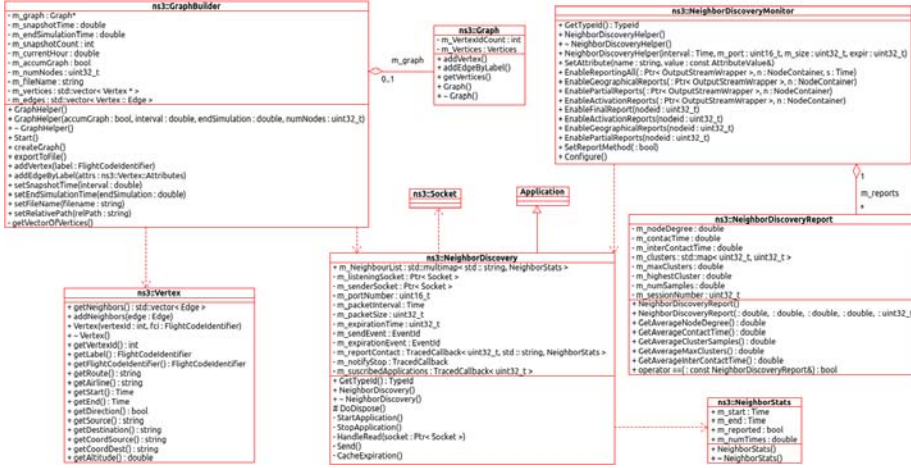 ns3::GraphBuilder
- m_graph : Graph*
- m_snapshotTime : double
- m_endSimulationTime : double
- m_snapshotCount : int
- m_currentHour : double
- m_accumGraph : bool
- m_numNodes : uint32_t
- m_fileName : string
- m_vertices : std::vector< Vertex * >
- m_edges : std::vector< Vertex :: Edge >
+ GraphHelper()
+ GraphHelper(accumGraph : bool, interval : double, endSimulation : double, numNodes : uint32_t)
+ ~ GraphHelper()
+ Start()
+ createGraph()
+ exportToFile()
+ addVertex(label : FlightCodeIdentifier)
+ addEdgeByLabel(attrs : ns3::Vertex::Attributes)
+ setSnapshotTime(interval : double)
+ setEndSimulationTime(endSimulation : double)
+ setFileName(filename : string)
+ setRelativePath(relPath : string)
- getVectorOfVertices()
m_graph
0..1
ns3::Graph
- m_VertexIdCount : int
- m_Vertices : Vertices
+ addVertex()
+ addEdgeByLabel()
+ getVertices()
+ Graph()
+ ~ Graph()
ns3::NeighborDiscoveryMonitor
+ GetTypeId() : TypeId
+ NeighborDiscoveryHelper()
+ ~ NeighborDiscoveryHelper()
+ NeighborDiscoveryHelper(interval : Time, m_port : uint16_t, m_size : uint32_t, expir : uint32_t)
+ SetAttribute(name : string, value : const AttributeValue&)
+ EnableReportingAll( : Ptr< OutputStreamWrapper >, n : NodeContainer, s : Time)
+ EnableGeographicalReports( : Ptr< OutputStreamWrapper >, n : NodeContainer)
+ EnablePartialReports( : Ptr< OutputStreamWrapper >, n : NodeContainer)
+ EnableActivationReports( : Ptr< OutputStreamWrapper >, n : NodeContainer)
+ EnableFinalReport(nodeid : uint32_t)
+ EnableActivationReports(nodeid : uint32_t)
+ EnableGeographicalReports(nodeid : uint32_t)
+ EnablePartialReports(nodeid : uint32_t)
+ SetReportMethod( : bool)
+ Configure()
1
m_reports
*
ns3::Socket
Application
ns3::NeighborDiscoveryReport
- m_nodeDegree : double
- m_contacTime : double
- m_interContactTime : double
- m_clusters : std::map< uint32_t, uint32_t >
- m_maxClusters : double
- m_highestCluster : double
- m_numSamples : double
- m_sessionNumber : uint32_t
+ NeighborDiscoveryReport()
+ NeighborDiscoveryReport( : double, : double, : double, : double, : uint32_t
+ GetAverageNodeDegree() : double
+ GetAverageContactTime() : double
+ GetAverageClusterSamples() : double
+ GetAverageMaxClusters() : double
+ GetAverageInterContactTime() : double
+ operator ==( : const NeighborDiscoveryReport&) : bool
ns3::NeighborDiscovery
+ m_NeighbourList : std::multimap< std :: string, NeighborStats >
- m_listeningSocket : Ptr< Socket >
- m_senderSocket : Ptr< Socket >
- m_portNumber : uint16_t
- m_packetInterval : Time
- m_packetSize : uint32_t
- m_expirationTime : uint32_t
- m_sendEvent : EventId
- m_expirationEvent : EventId
- m_reportContact : TracedCallback< uint32_t, std :: string, NeighborStats >
- m_notifyStop : TracedCallback
- m_suscribedApplications : TracedCallback< uint32_t >
+ GetTypeId() : TypeId
+ NeighborDiscovery()
+ ~ NeighborDiscovery()
# DoDispose()
- StartApplication()
- StopApplication()
- HandleRead(socket : Ptr< Socket >)
- Send()
- CacheExpiration()
ns3::Vertex
+ getNeighbors() : std::vector< Edge >
+ addNeighbors(edge : Edge)
+ Vertex(vertexId : int, fci : FlightCodeIdentifier)
+ ~ Vertex()
+ getVertexId() : int
+ getLabel() : FlightCodeIdentifier
+ getFlightCodeIdentifier() : FlightCodeIdentifier
+ getRoute() : string
+ getAirline() : string
+ getStart() : Time
+ getEnd() : Time
+ getDirection() : bool
+ getSource() : string
+ getDestination() : string
+ getCoordSource() : string
+ getCoordDest() : string
+ getAltitude() : double
ns3::NeighborStats
+ m_start : Time
+ m_end : Time
+ m_reported : bool
+ m_numTimes : double
+ NeighborStats()
+ ~ NeighborStats()